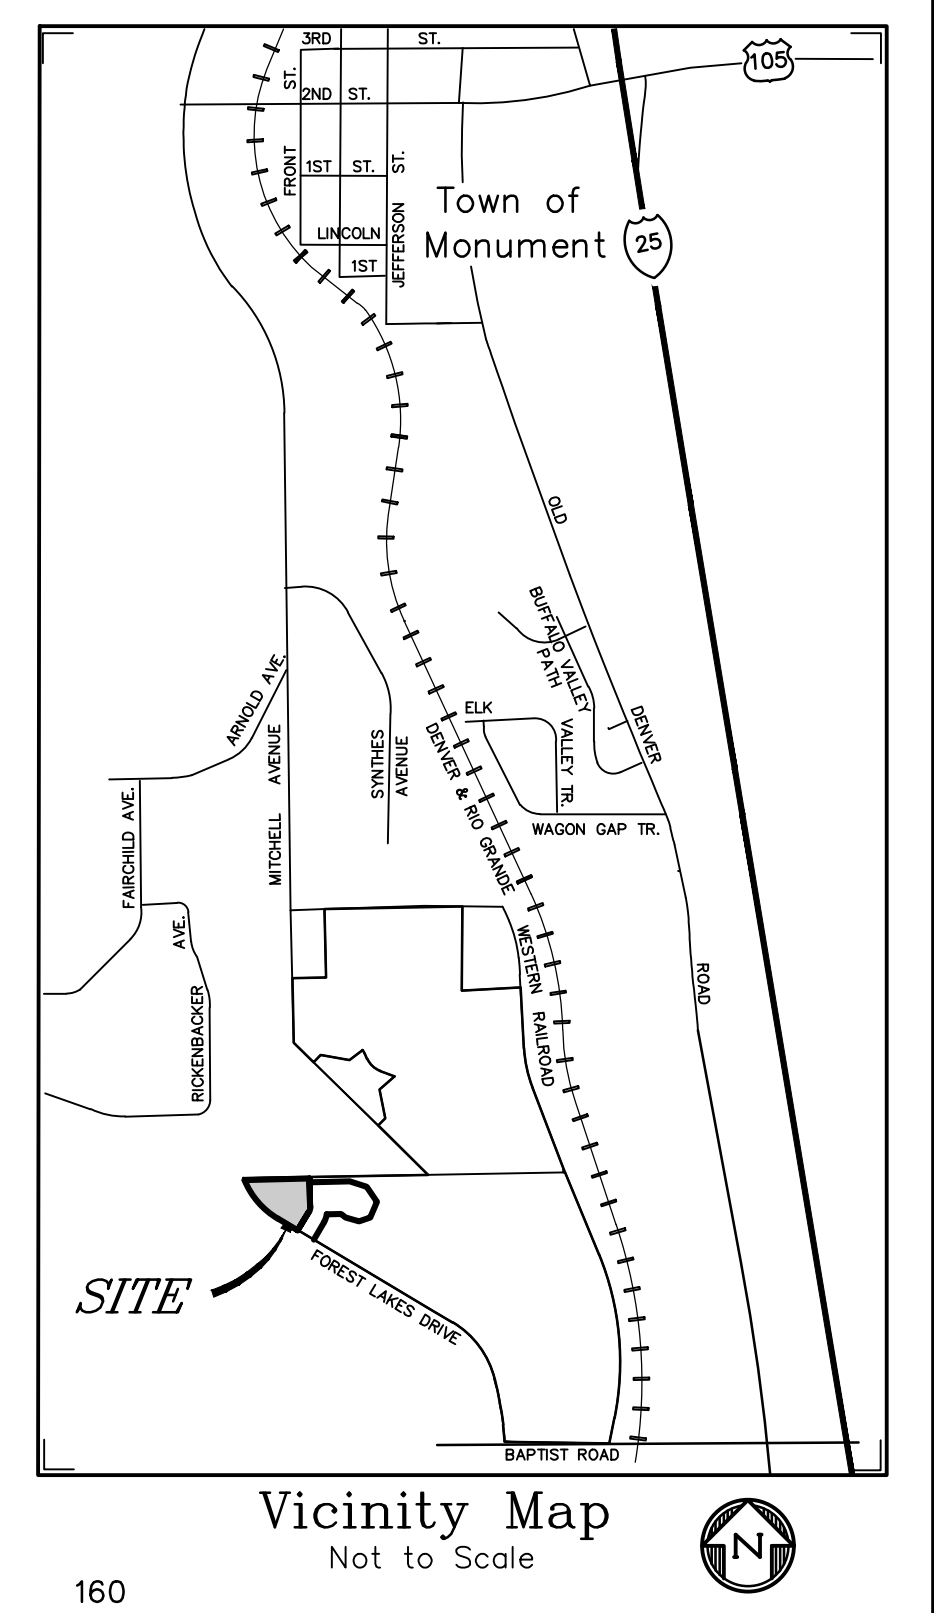 3RD ST.
105
ST.
2ND ST.
FRONT
1ST ST.
ST.
Town of
Monument
LINCOLN
JEFFERSON
25
1ST
OLD
BUFFALO VALLEY
PATH
ARNOLD AVE.
ELK
VALLEY TR.
DENVER
MITCHELL AVENUE
SYNTHES
AVENUE
DENVER & RIO GRANDE
WAGON GAP TR.
FAIRCHILD AVE.
AVE.
RICKENBACKER
WESTERN RAILROAD
ROAD
SITE
FOREST LAKES DRIVE
BAPTIST ROAD
Vicinity Map
Not to Scale
N
160